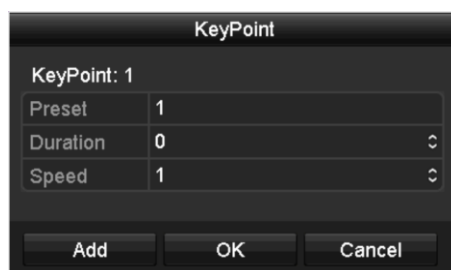 KeyPoint
KeyPoint: 1
Preset 1
Duration 0
Speed 1
Add OK Cancel